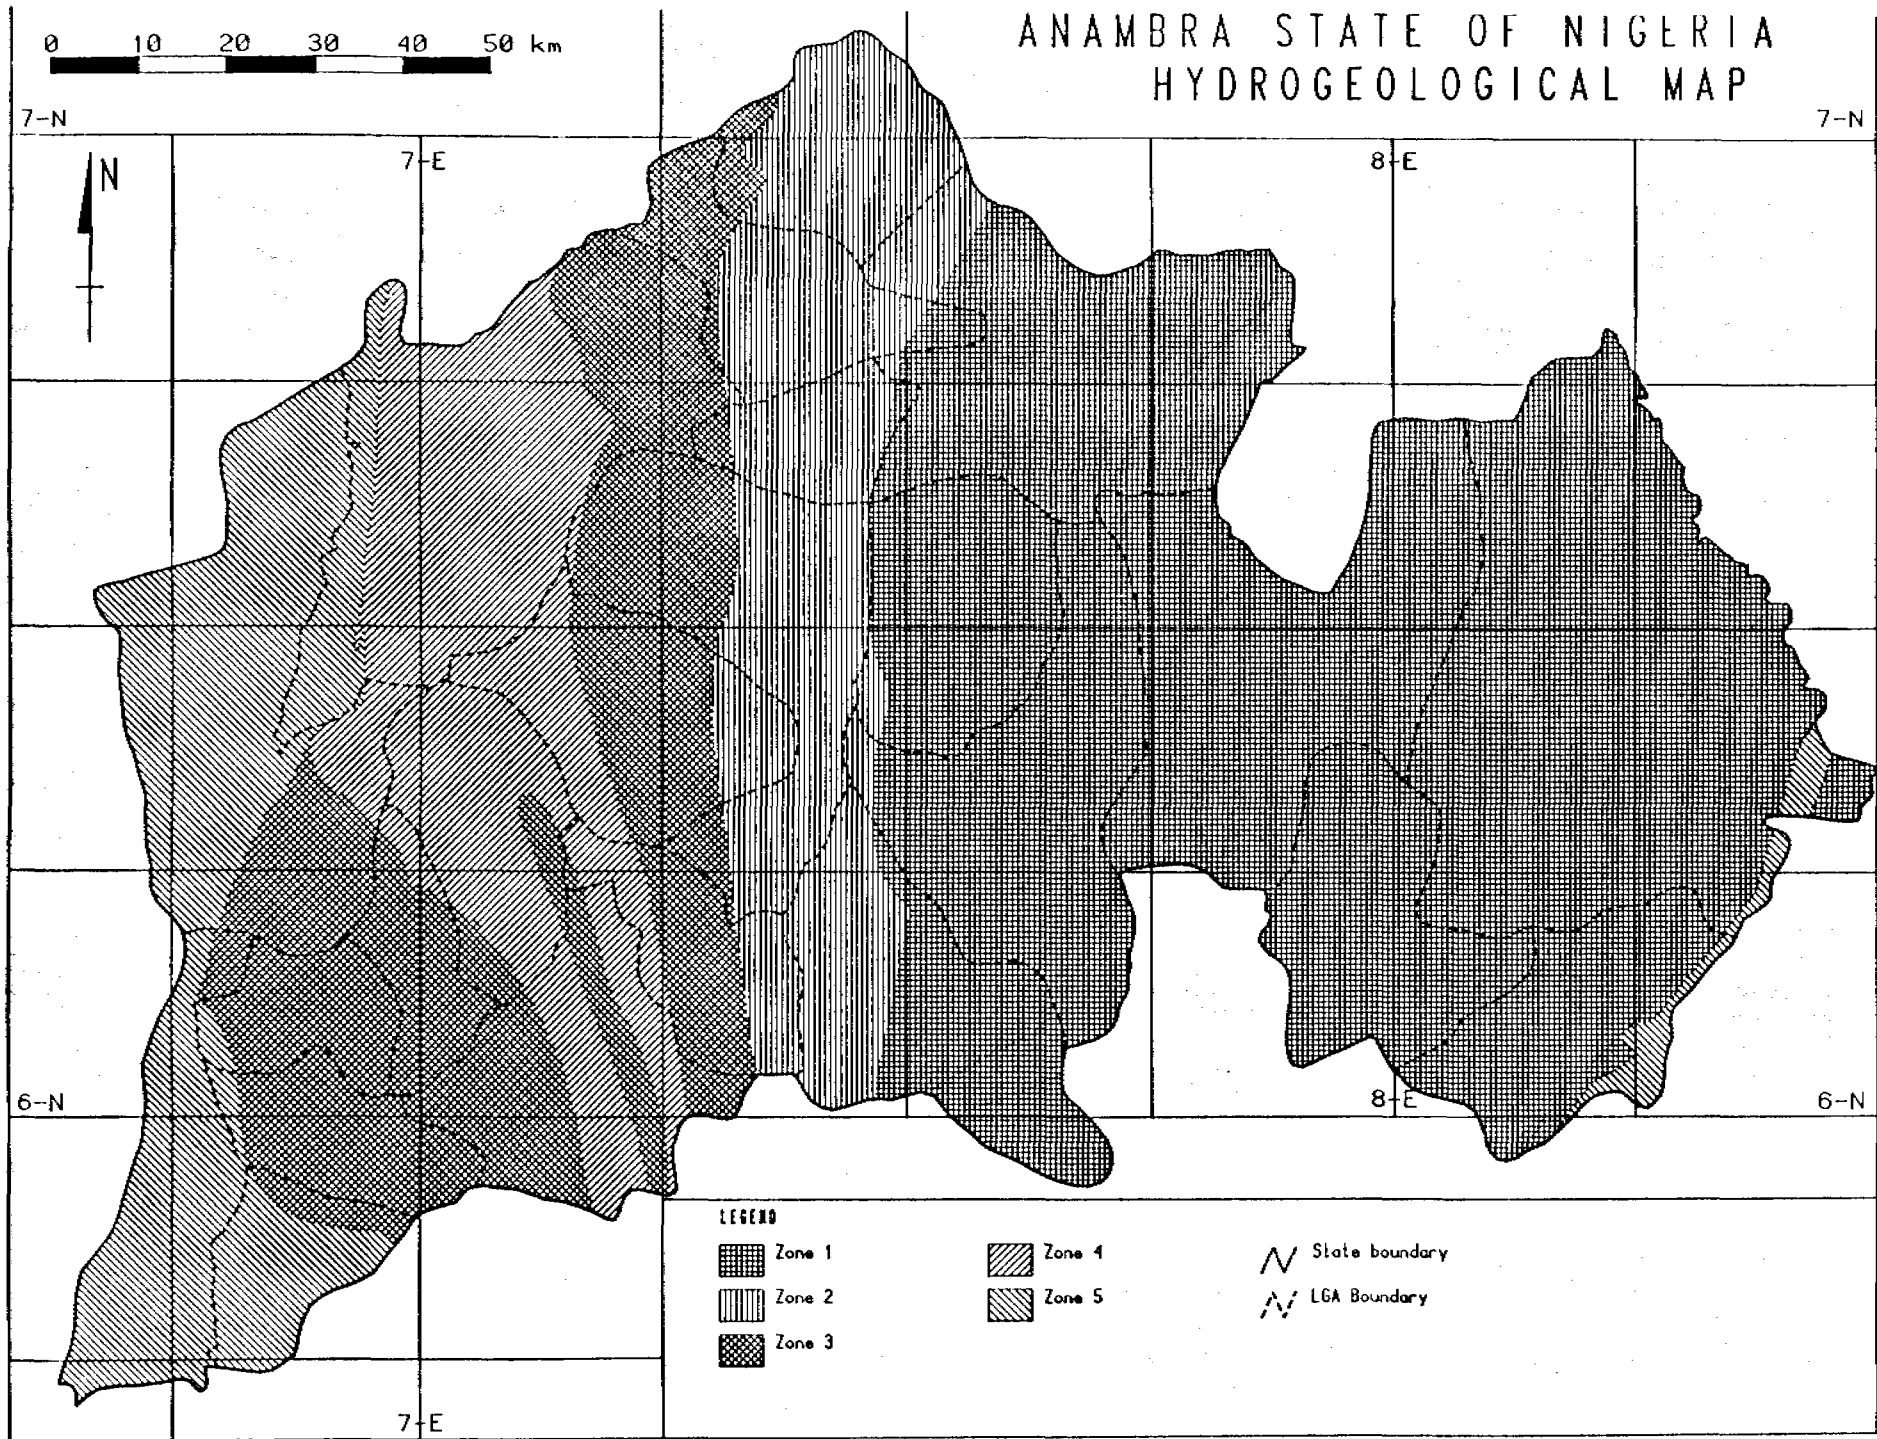 ANAMBRA STATE OF NIGERIA
HYDROGEOLOGICAL MAP
0 10 20 30 40 50 km
7-N 7-N
7-E 8-E
N
6-N 8-E 6-N
LEGEND
Zone 1 Zone 4 State boundary
Zone 2 Zone 5 LGA Boundary
Zone 3
7-E